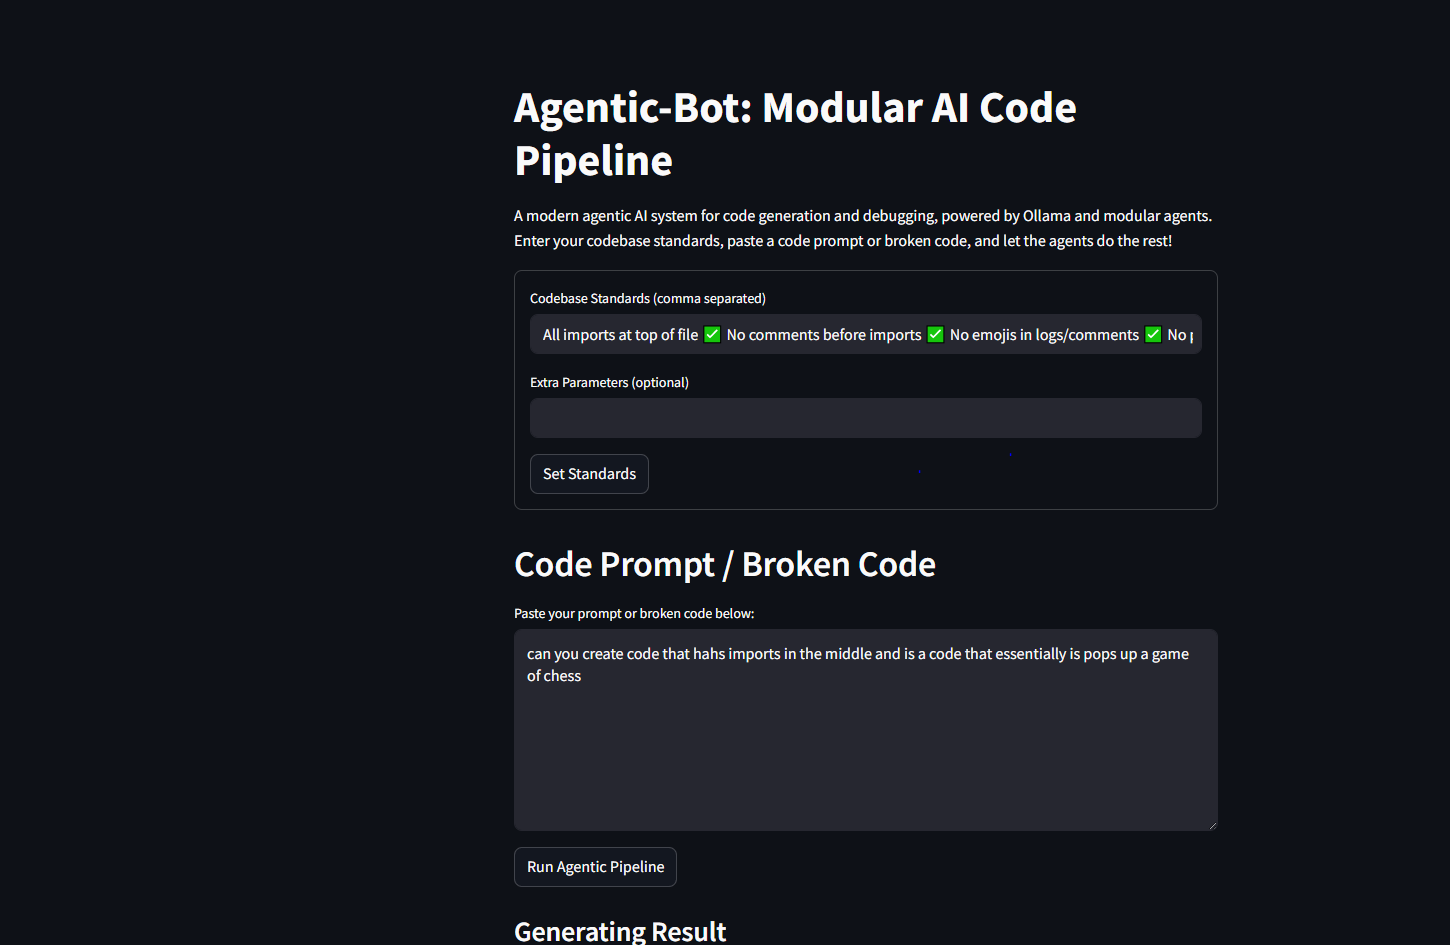 Agentic-Bot: Modular AI Code
Pipeline
A modern agentic AI system for code generation and debugging, powered by Ollama and modular agents.
Enter your codebase standards, paste a code prompt or broken code, and let the agents do the rest!
Codebase Standards (comma separated)
All imports at top of file ✅ No comments before imports ✅ No emojis in logs/comments ✅ No
Extra Parameters (optional)
Set Standards
Code Prompt / Broken Code
Paste your prompt or broken code below:
can you create code that hahs imports in the middle and is a code that essentially is pops up a game
of chess
Run Agentic Pipeline
Generating Result